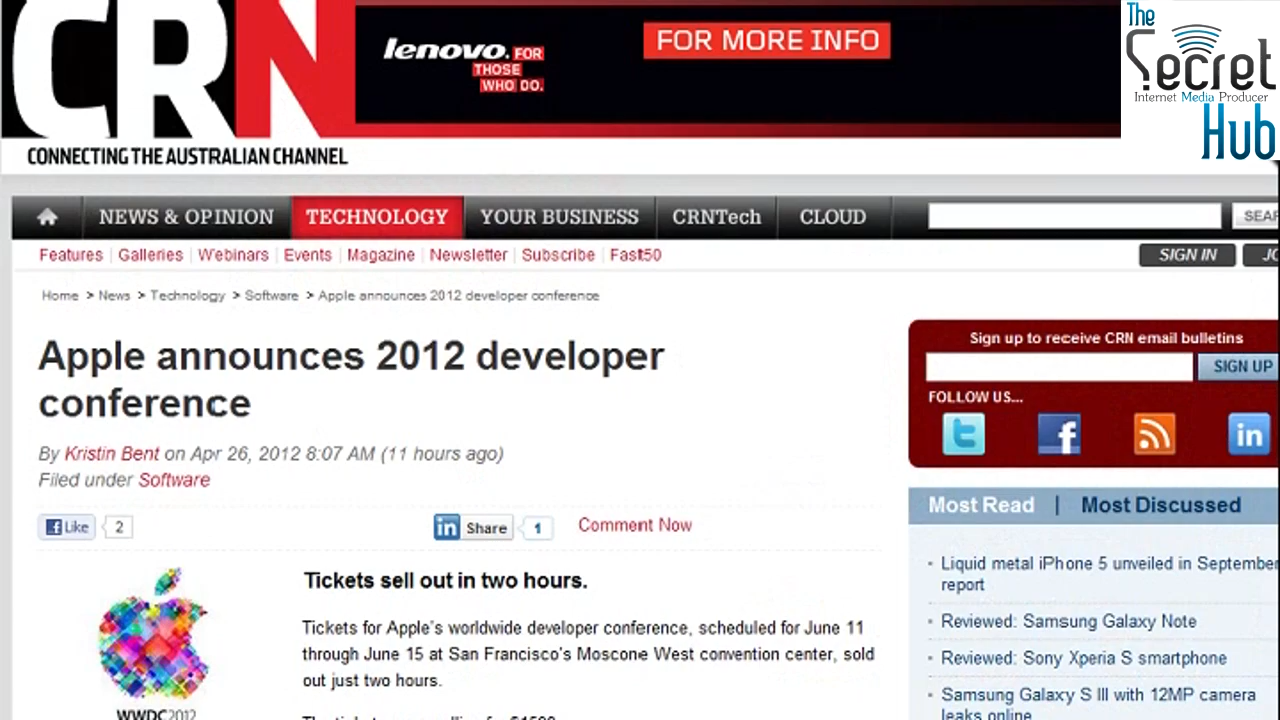 CRN
CONNECTING THE AUSTRALIAN CHANNEL
lenovo. FOR
THOSE
WHO DO.
FOR MORE INFO
The
Secret
Internet Media Producer
Hub
NEWS & OPINION TECHNOLOGY YOUR BUSINESS CRNTech CLOUD
Features Galleries Webinars Events Magazine Newsletter Subscribe Fast50
SIGN IN
Home > News > Technology > Software > Apple announces 2012 developer conference
Apple announces 2012 developer
conference
By Kristin Bent on Apr 26, 2012 8:07 AM (11 hours ago)
Filed under Software
Like 2
in Share 1
Comment Now
WWDC2012
Tickets sell out in two hours.
Tickets for Apple's worldwide developer conference, scheduled for June 11
through June 15 at San Francisco's Moscone West convention center, sold
out just two hours.
Sign up to receive CRN email bulletins
SIGN UP
FOLLOW US...
Most Read | Most Discussed
Liquid metal iPhone 5 unveiled in September:
report
Reviewed: Samsung Galaxy Note
Reviewed: Sony Xperia S smartphone
Samsung Galaxy S III with 12MP camera
leaks online